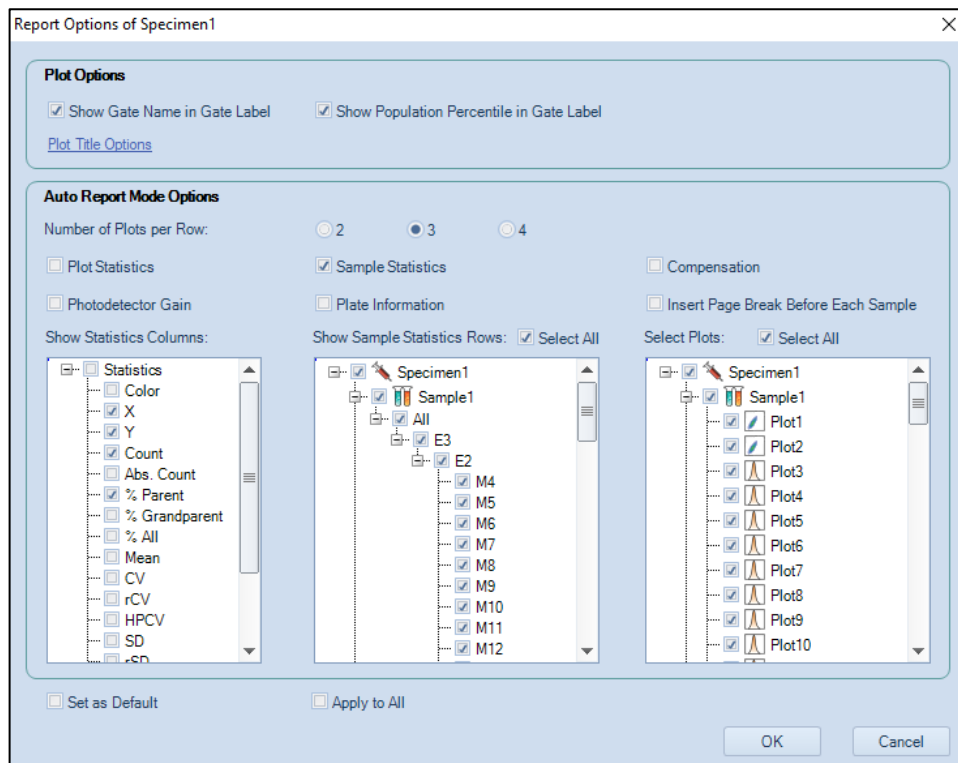 Report Options of Specimen1
Plot Options
Show Gate Name in Gate Label
Show Population Percentile in Gate Label
Plot Title Options
Auto Report Mode Options
Number of Plots per Row:
2
3
4
Plot Statistics
Sample Statistics
Compensation
Photodetector Gain
Plate Information
Insert Page Break Before Each Sample
Show Statistics Columns:
Statistics
Color
X
Y
Count
Abs. Count
% Parent
% Grandparent
% All
Mean
CV
rCV
HPCV
SD
rSD
Show Sample Statistics Rows:
Select All
Specimen1
Sample1
All
E3
E2
M4
M5
M6
M7
M8
M9
M10
M11
M12
Select Plots:
Select All
Specimen1
Sample1
Plot1
Plot2
Plot3
Plot4
Plot5
Plot6
Plot7
Plot8
Plot9
Plot10
Set as Default
Apply to All
OK
Cancel